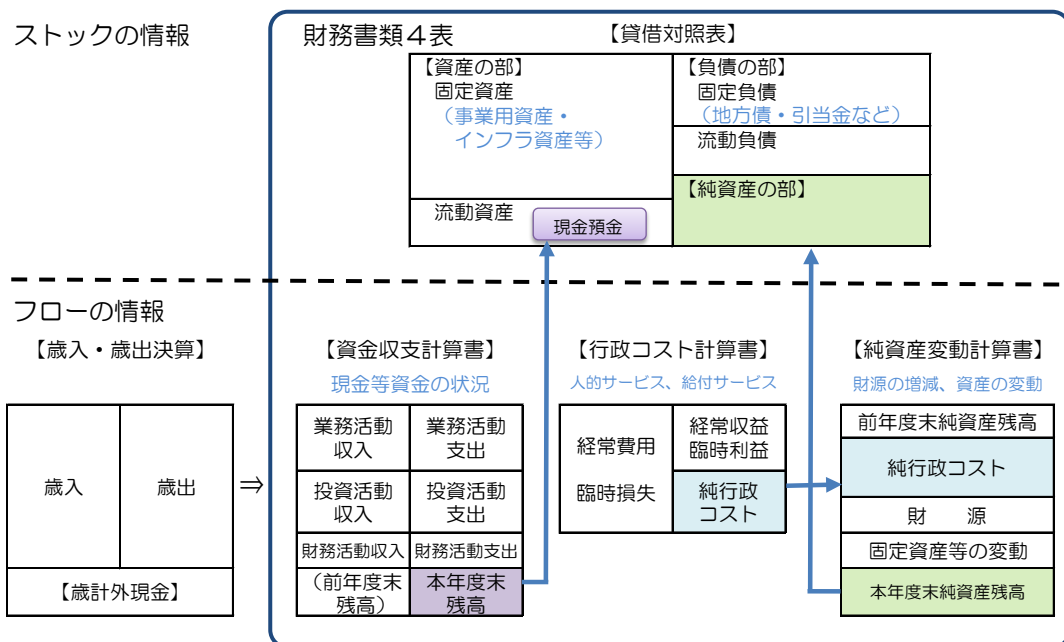 ストックの情報
財務書類４表
【貸借対照表】
【資産の部】
固定資産
（事業用資産・
インフラ資産等）
流動資産
現金預金
【負債の部】
固定負債
（地方債・引当金など）
流動負債
【純資産の部】
フローの情報
【歳入・歳出決算】
歳入
歳出
【歳計外現金】
⇒
【資金収支計算書】
現金等資金の状況
業務活動
収入
業務活動
支出
投資活動
収入
投資活動
支出
財務活動収入
財務活動支出
（前年度末
残高）
本年度末
残高
【行政コスト計算書】
人的サービス、給付サービス
経常費用
臨時損失
経常収益
臨時利益
純行政
コスト
【純資産変動計算書】
財源の増減、資産の変動
前年度末純資産残高
純行政コスト
財　源
固定資産等の変動
本年度末純資産残高